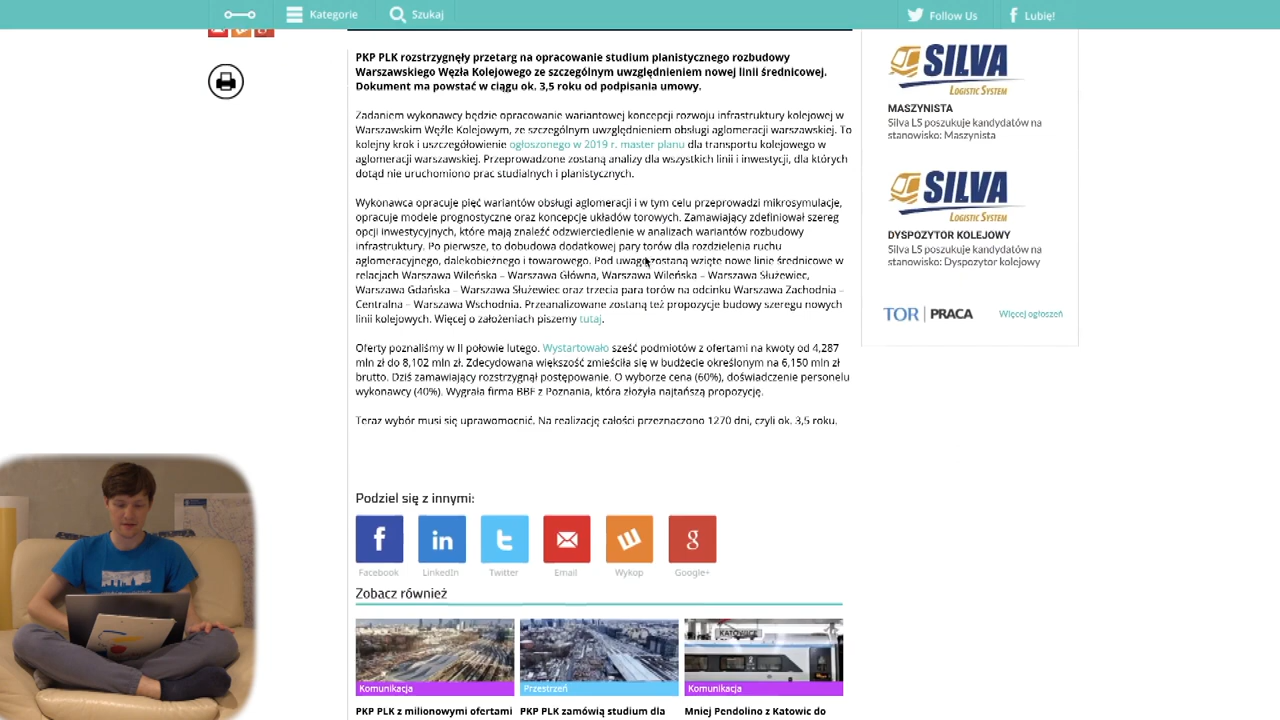 Kategorie
Szukaj
Follow Us
Lubię!
PKP PLK rozstrzygnęły przetarg na opracowanie studium planistycznego rozbudowy
Warszawskiego Węzła Kolejowego ze szczególnym uwzględnieniem nowej linii średnicowej.
Dokument ma powstać w ciągu ok. 3,5 roku od podpisania umowy.
Zadaniem wykonawcy będzie opracowanie wariantowej koncepcji rozwoju infrastruktury kolejowej w
Warszawskim Węźle Kolejowym, ze szczególnym uwzględnieniem obsługi aglomeracji warszawskiej. To
kolejny krok i uszczegółowienie ogłoszonego w 2019 r. master planu dla transportu kolejowego w
aglomeracji warszawskiej. Przeprowadzone zostaną analizy dla wszystkich linii i inwestycji, dla których
dotąd nie uruchomiono prac studialnych i planistycznych.
Wykonawca opracuje pięć wariantów obsługi aglomeracji i w tym celu przeprowadzi mikrosymulacje,
opracuje modele prognostyczne oraz koncepcje układów torowych. Zamawiający zdefiniował szereg
opcji inwestycyjnych, które mają znaleźć odzwierciedlenie w analizach wariantów rozbudowy
infrastruktury. Po pierwsze, to dobudowa dodatkowej pary torów dla rozdzielenia ruchu
aglomeracyjnego, dalekobieżnego i towarowego. Pod uwagę zostaną wzięte nowe linie średnicowe w
relacjach Warszawa Wileńska – Warszawa Główna, Warszawa Wileńska – Warszawa Służewiec,
Warszawa Gdańska – Warszawa Służewiec oraz trzecia para torów na odcinku Warszawa Zachodnia –
Centralna – Warszawa Wschodnia. Przeanalizowane zostaną też propozycje budowy szeregu nowych
linii kolejowych. Więcej o założeniach piszemy tutaj.
Oferty poznaliśmy w II połowie lutego. Wystartowało sześć podmiotów z ofertami na kwoty od 4,287
mln zł do 8,102 mln zł. Zdecydowana większość zmieściła się w budżecie określonym na 6,150 mln zł
brutto. Dziś zamawiający rozstrzygnął postępowanie. O wyborze cena (60%), doświadczenie personelu
wykonawcy (40%). Wygrała firma BBF z Poznania, która złożyła najtańszą propozycję.
Teraz wybór musi się uprawomocnić. Na realizację całości przeznaczono 1270 dni, czyli ok. 3,5 roku.
Podziel się z innymi:
Facebook
LinkedIn
Twitter
Email
Wykop
Google+
Zobacz również
KATOWICE
Komunikacja
Przestrzeń
Komunikacja
PKP PLK z milionowymi ofertami
PKP PLK zamówią studium dla
Mniej Pendolino z Katowic do
SILVA
LOGISTIC SYSTEM
MASZYNISTA
Silva LS poszukuje kandydatów na
stanowisko: Maszynista
SILVA
LOGISTIC SYSTEM
DYSPOZYTOR KOLEJOWY
Silva LS poszukuje kandydatów na
stanowisko: Dyspozytor kolejowy
TOR | PRACA
Więcej ogłoszeń